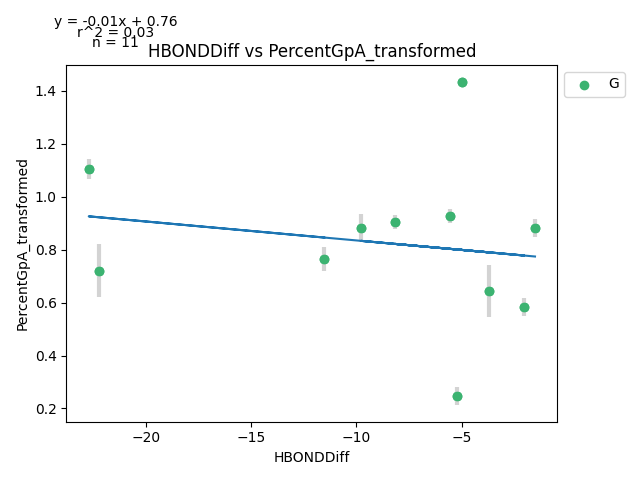 y = -0.01x + 0.76
r^2 = 0.03
n = 11
HBONDDiff vs PercentGpA_transformed
G
PercentGpA_transformed
1.4
1.2
1.0
0.8
0.6
0.4
0.2
−20
−15
−10
−5
HBONDDiff